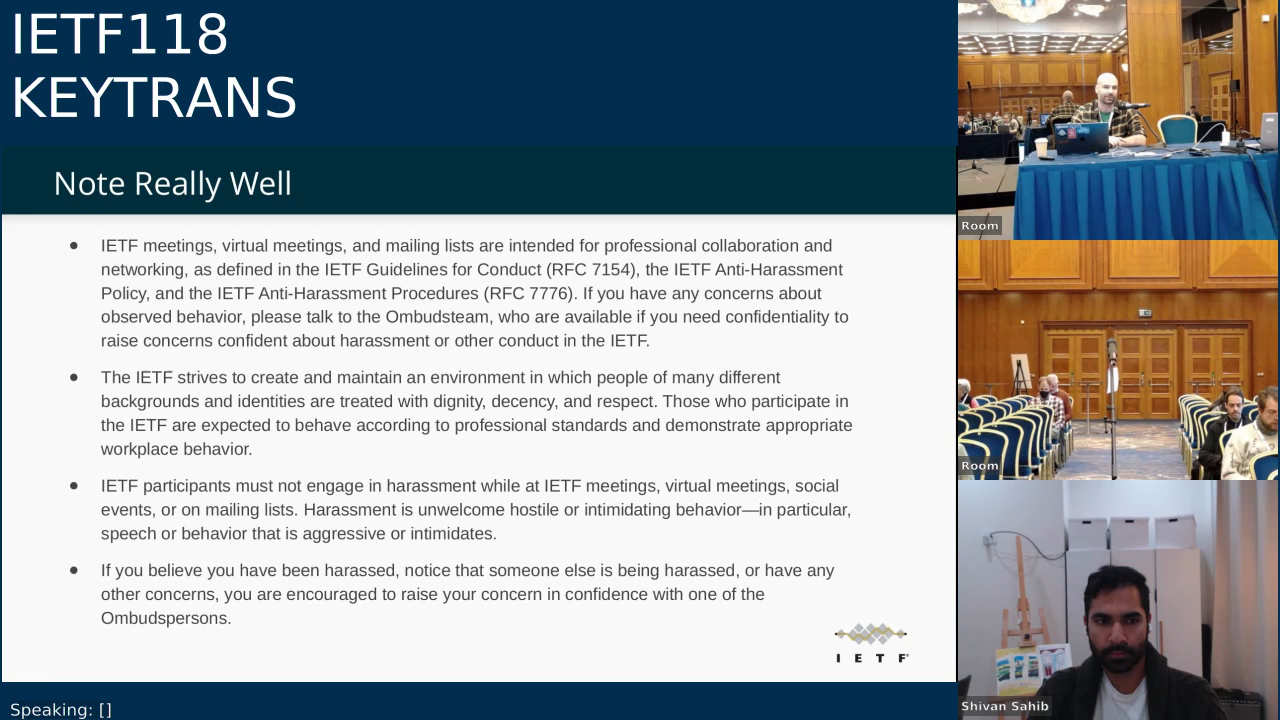 IETF118
KEYTRANS
Note Really Well
● IETF meetings, virtual meetings, and mailing lists are intended for professional collaboration and
networking, as defined in the IETF Guidelines for Conduct (RFC 7154), the IETF Anti-Harassment
Policy, and the IETF Anti-Harassment Procedures (RFC 7776). If you have any concerns about
observed behavior, please talk to the Ombudsteam, who are available if you need confidentiality to
raise concerns confident about harassment or other conduct in the IETF.
● The IETF strives to create and maintain an environment in which people of many different
backgrounds and identities are treated with dignity, decency, and respect. Those who participate in
the IETF are expected to behave according to professional standards and demonstrate appropriate
workplace behavior.
● IETF participants must not engage in harassment while at IETF meetings, virtual meetings, social
events, or on mailing lists. Harassment is unwelcome hostile or intimidating behavior—in particular,
speech or behavior that is aggressive or intimidates.
● If you believe you have been harassed, notice that someone else is being harassed, or have any
other concerns, you are encouraged to raise your concern in confidence with one of the
Ombudspersons.
I E T F®
Speaking: []
Room
Room
Shivan Sahib